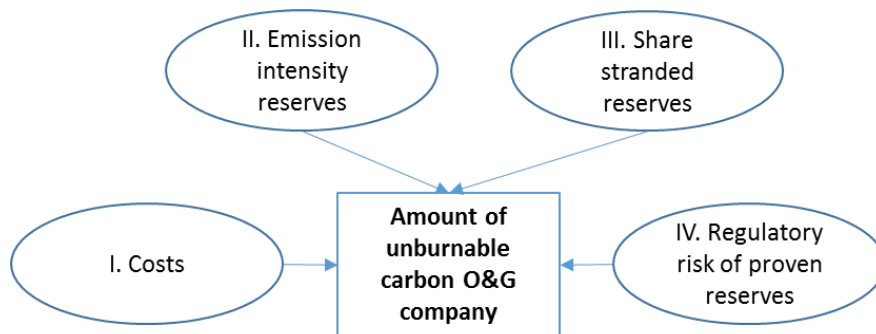 II. Emission
intensity
reserves
III. Share
stranded
reserves
I. Costs
Amount of
unburnable
carbon O&G
company
IV. Regulatory
risk of proven
reserves